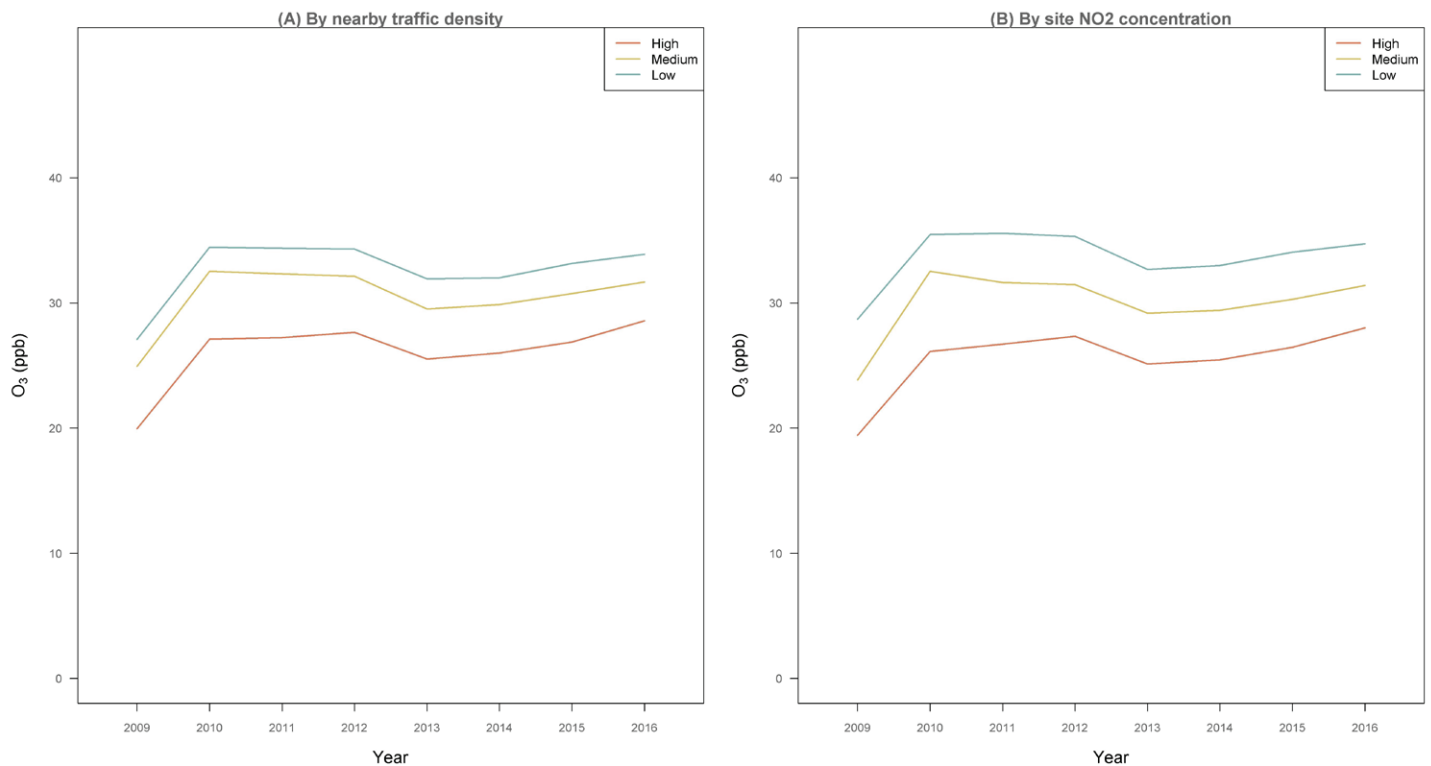 (A) By nearby traffic density
High
Medium
Low
40
30
20
10
0
O3 (ppb)
2009 2010 2011 2012 2013 2014 2015 2016
Year
(B) By site NO2 concentration
High
Medium
Low
40
30
20
10
0
O3 (ppb)
2009 2010 2011 2012 2013 2014 2015 2016
Year